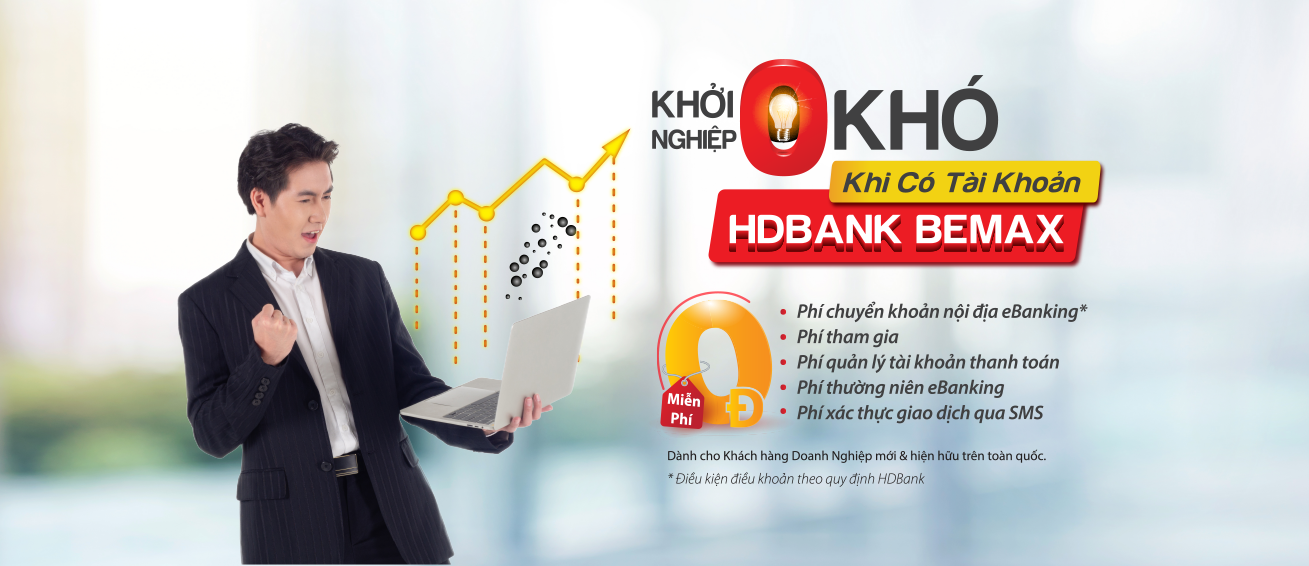 KHỞI
NGHIỆP
0 KHÓ
Khi Có Tài Khoản
HDBANK BEMAX
0Đ
Miễn
Phí
• Phí chuyển khoản nội địa eBanking*
• Phí tham gia
• Phí quản lý tài khoản thanh toán
• Phí thường niên eBanking
• Phí xác thực giao dịch qua SMS
Dành cho Khách hàng Doanh Nghiệp mới & hiện hữu trên toàn quốc.
* Điều kiện điều khoản theo quy định HDBank